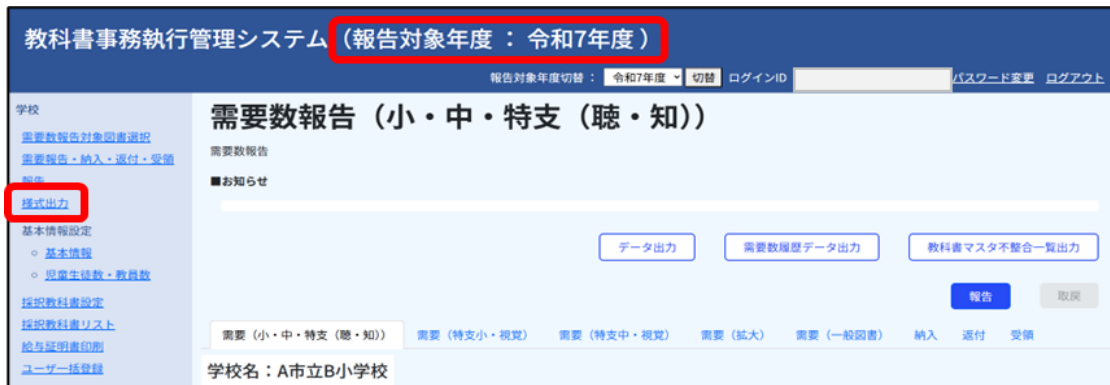 教科書事務執行管理システム（報告対象年度 ： 令和7年度 ）
報告対象年度切替 ： 令和7年度 切替 ログインID パスワード変更 ログアウト
学校
需要数報告対象図書選択
需要報告・納入・返付・受領
報告
様式出力
基本情報設定
基本情報
児童生徒数・教員数
採択教科書設定
採択教科書リスト
給与証明書印刷
ユーザー括登録
需要数報告（小・中・特支（聴・知））
需要数報告
■お知らせ
データ出力 需要数履歴データ出力 教科書マスタ不整合一覧出力
報告 取戻
需要（小・中・特支（聴・知）） 需要（特支小・視覚） 需要（特支中・視覚） 需要（拡大） 需要（一般図書） 納入 返付 受領
学校名：A市立B小学校